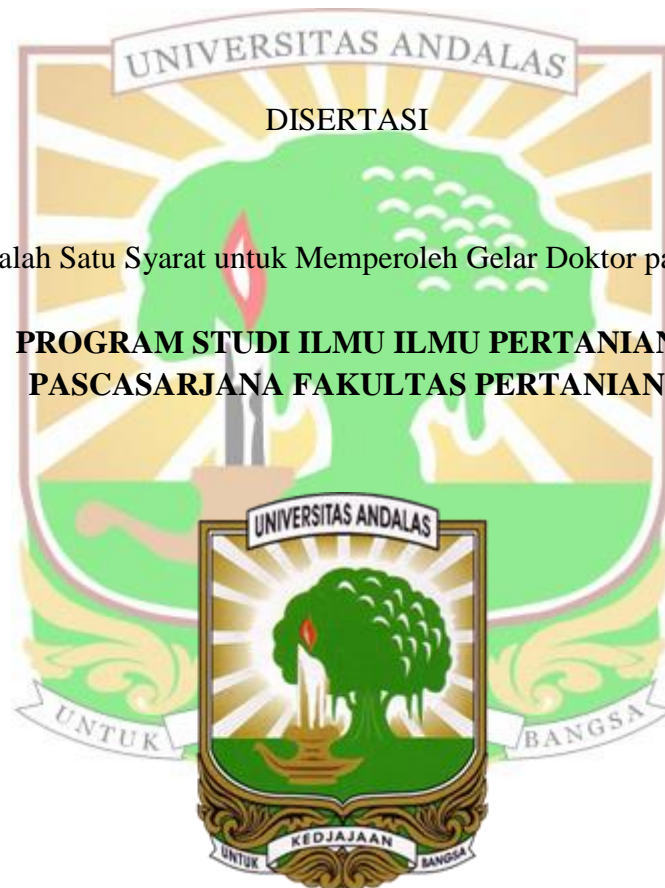 UNIVERSITAS ANDALAS
DISERTASI
alah Satu Syarat untuk Memperoleh Gelar Doktor pa
PROGRAM STUDI ILMU ILMU PERTANIAN
PASCASARJANA FAKULTAS PERTANIAN
UNIVERSITAS ANDALAS
UNTUK BANGSA
KEDJAJAAN
UNTUK BANGSA